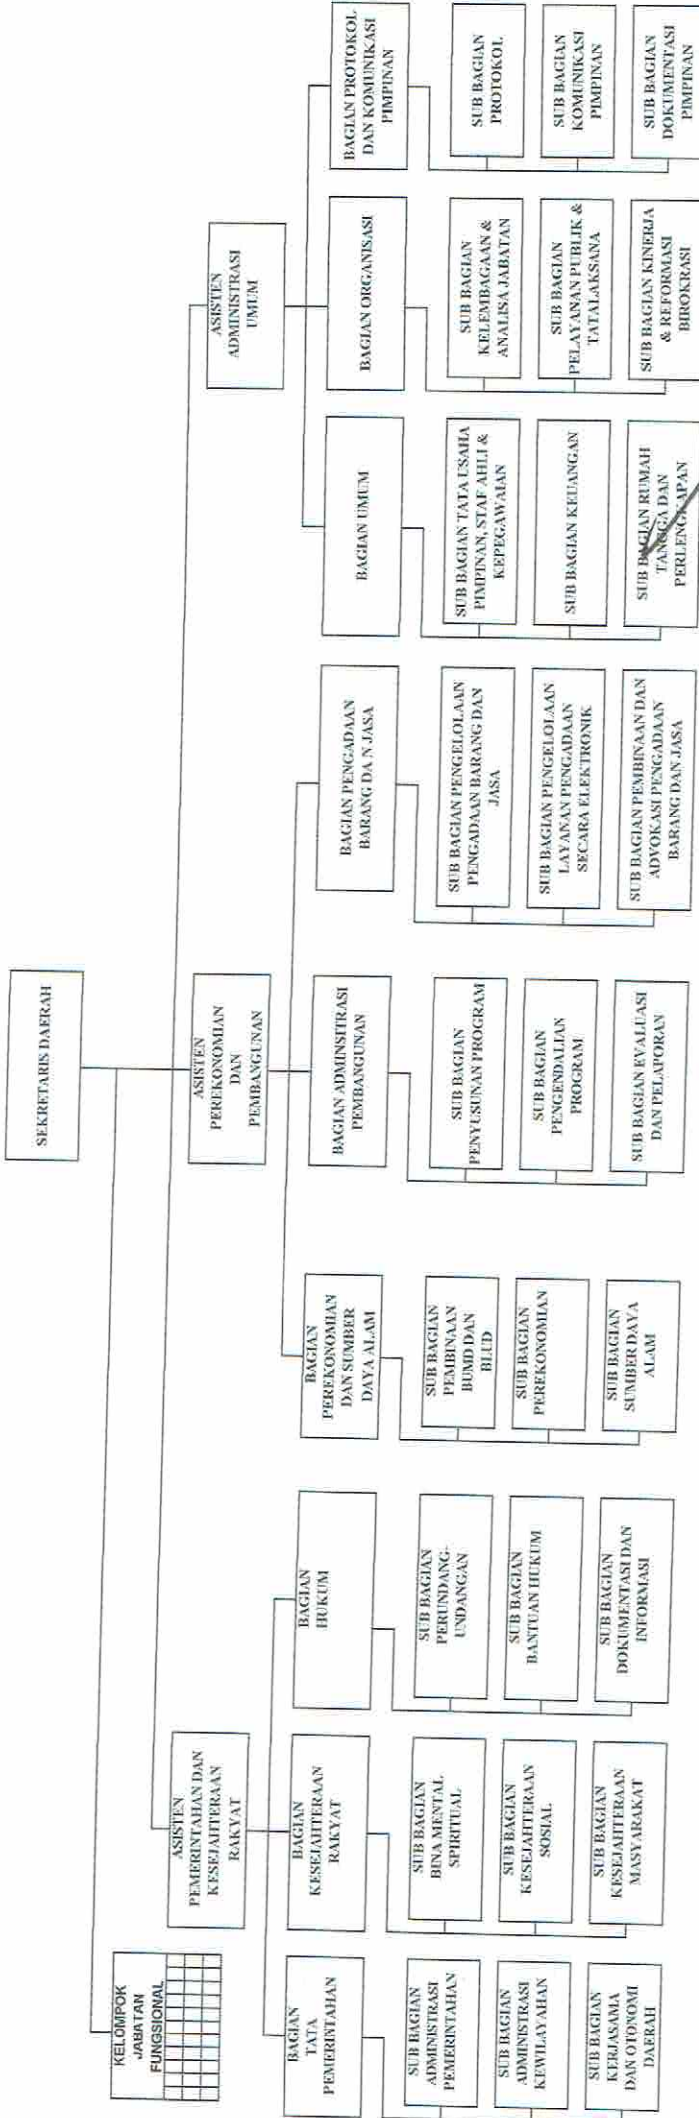 SEKRETARIS DAERAH
KELOMPOK
JABATAN
FUNGSIONAL
ASISTEN
PEMERINTAHAN DAN
KESEJAHTERAAN
RAKYAT
ASISTEN
PEREKONOMIAN
DAN
PEMBANGUNAN
ASISTEN
ADMINISTRASI
UMUM
BAGIAN
TATA
PEMERINTAHAN
BAGIAN
KESEJAHTERAAN
RAKYAT
BAGIAN
HUKUM
BAGIAN
PEREKONOMIAN
DAN SUMBER
DAYA ALAM
BAGIAN ADMINSITRASI
PEMBANGUNAN
BAGIAN PENGADAAN
BARANG DA N JASA
BAGIAN UMUM
BAGIAN ORGANISASI
BAGIAN PROTOKOL
DAN KOMUNIKASI
PIMPINAN
SUB BAGIAN
ADMINISTRASI
PEMERINTAHAN
SUB BAGIAN
BINA MENTAL
SPIRITUAL
SUB BAGIAN
PERUNDANG-
UNDANGAN
SUB BAGIAN
PEMBINAAN
BUMD DAN
BLUD
SUB BAGIAN
PENYUSUNAN PROGRAM
SUB BAGIAN PENGELOLAAN
PENGADAAN BARANG DAN
JASA
SUB BAGIAN TATA USAHA
PIMPINAN, STAF AHLI &
KEPEGAWAIAN
SUB BAGIAN
KELEMBAGAAN &
ANALISA JABATAN
SUB BAGIAN
PROTOKOL
SUB BAGIAN
ADMINISTRASI
KEWILAYAHAN
SUB BAGIAN
KESEJAHTERAAN
SOSIAL
SUB BAGIAN
BANTUAN HUKUM
SUB BAGIAN
PEREKONOMIAN
SUB BAGIAN
PENGENDALIAN
PROGRAM
SUB BAGIAN PENGELOLAAN
LAYANAN PENGADAAN
SECARA ELEKTRONIK
SUB BAGIAN KEUANGAN
SUB BAGIAN
PELAYANAN PUBLIK &
TATALAKSANA
SUB BAGIAN
KOMUNIKASI
PIMPINAN
SUB BAGIAN
KERJASAMA
DAN OTONOMI
DAERAH
SUB BAGIAN
KESEJAHTERAAN
MASYARAKAT
SUB BAGIAN
DOKUMENTASI DAN
INFORMASI
SUB BAGIAN
SUMBER DAYA
ALAM
SUB BAGIAN EVALUASI
DAN PELAPORAN
SUB BAGIAN PEMBINAAN DAN
ADVOKASI PENGADAAN
BARANG DAN JASA
SUB BAGIAN RUMAH
TANGGA DAN
PERLENGKAPAN
SUB BAGIAN KINERJA
& REFORMASI
BIROKRASI
SUB BAGIAN
DOKUMENTASI
PIMPINAN